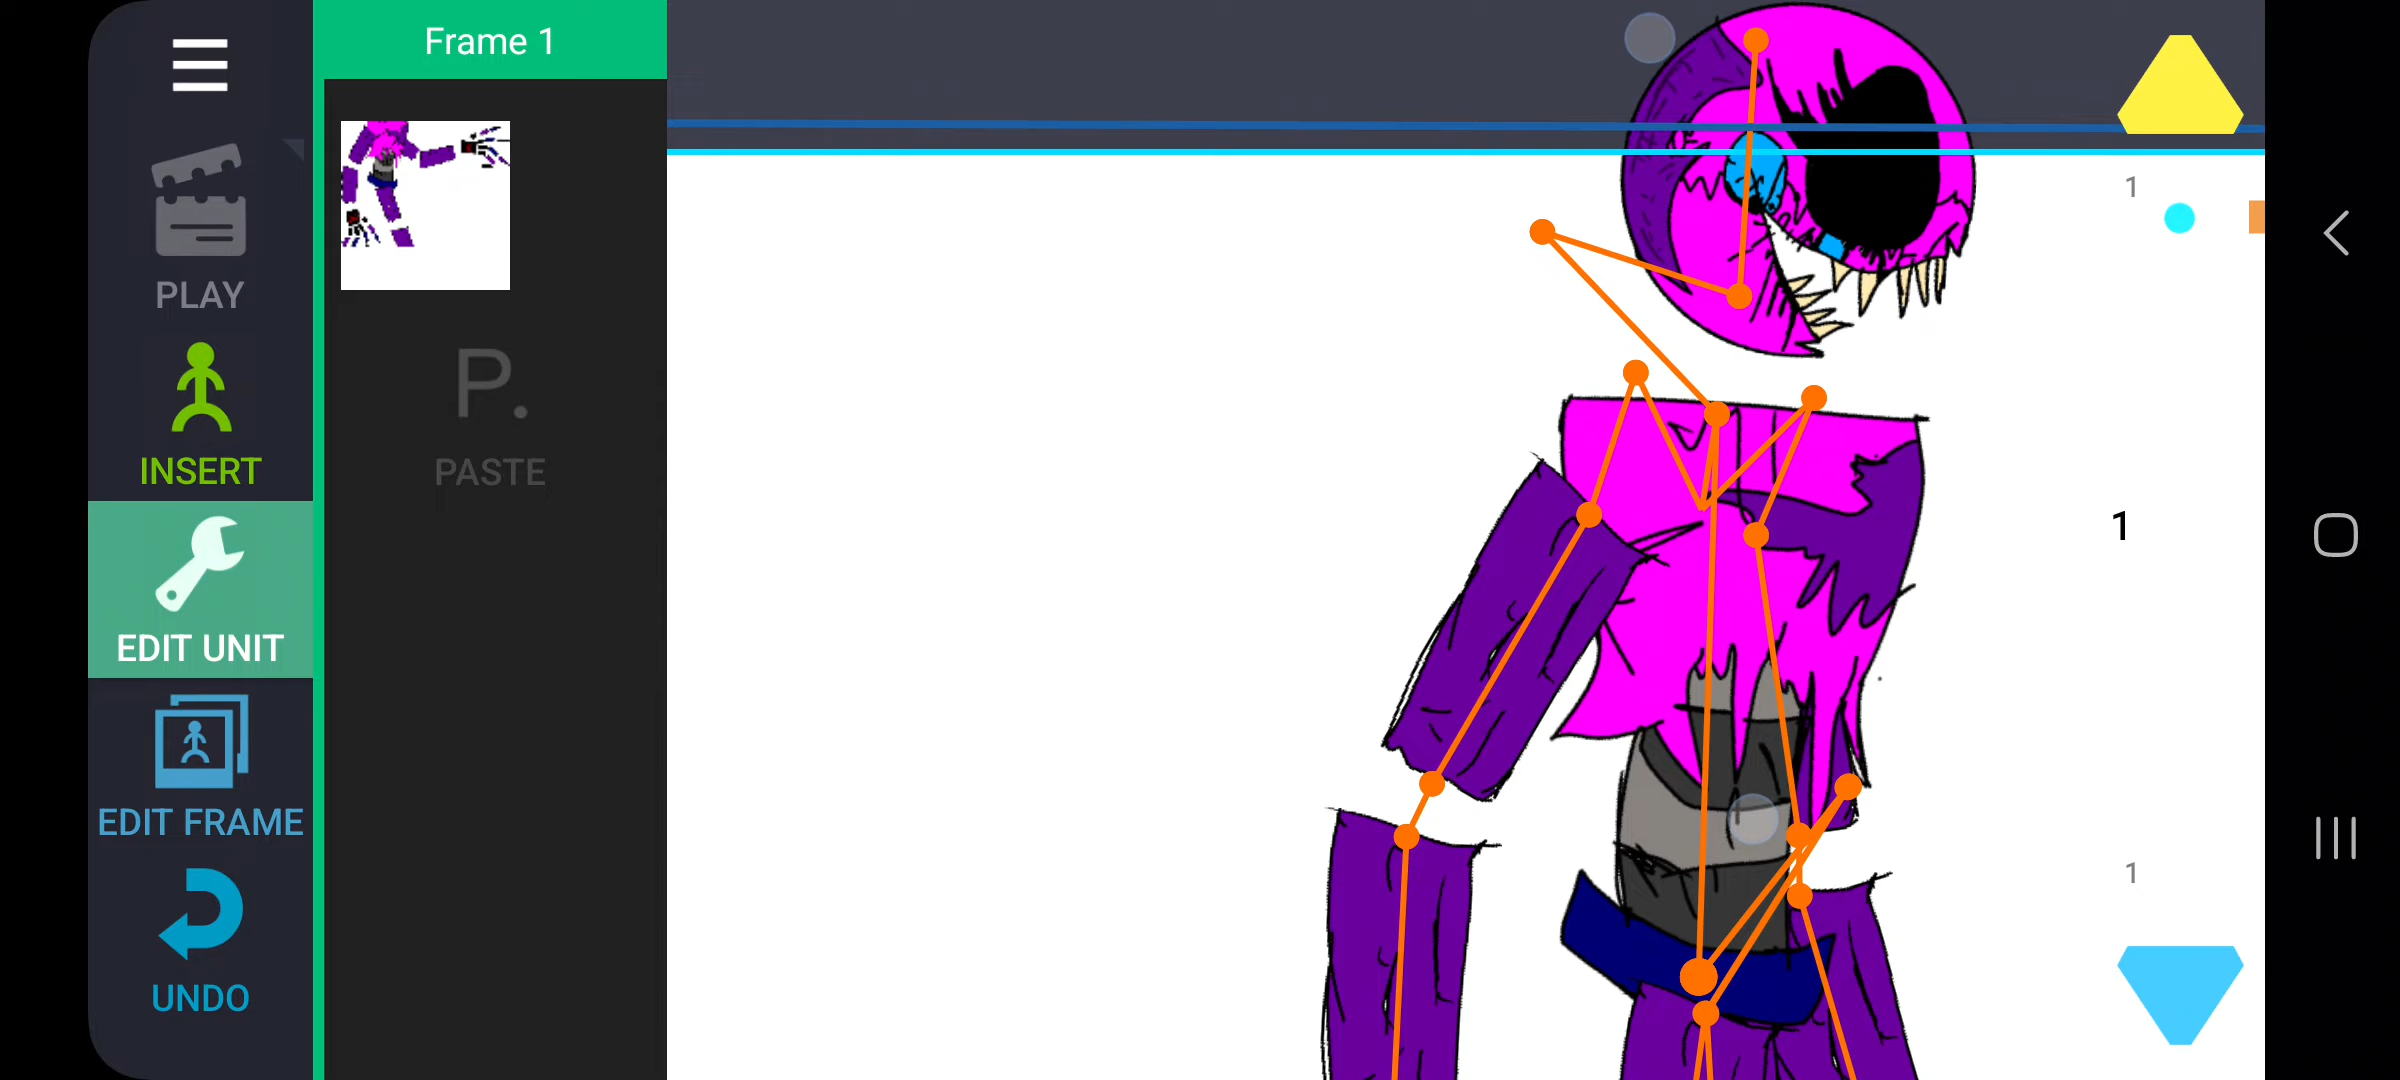 Frame 1
PLAY
P.
PASTE
INSERT
EDIT UNIT
EDIT FRAME
UNDO
1
1
1